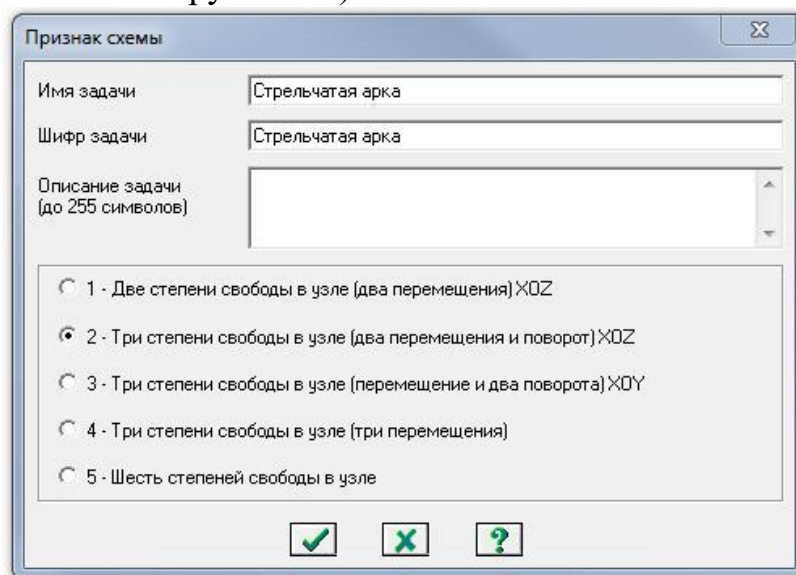 Признак схемы
Имя задачи Стрельчатая арка
Шифр задачи Стрельчатая арка
Описание задачи
(до 255 символов)
1 - Две степени свободы в узле (два перемещения) XOZ
2 - Три степени свободы в узле (два перемещения и поворот) XOZ
3 - Три степени свободы в узле (перемещение и два поворота) XOY
4 - Три степени свободы в узле (три перемещения)
5 - Шесть степеней свободы в узле
?